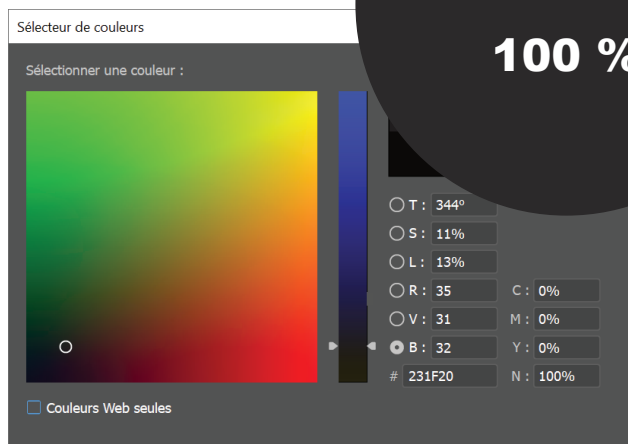 Sélecteur de couleurs
100 %
Sélectionner une couleur :
T : 344°
S : 11%
L : 13%
R : 35 C : 0%
V : 31 M : 0%
B : 32 Y : 0%
# 231F20 N : 100%
Couleurs Web seules